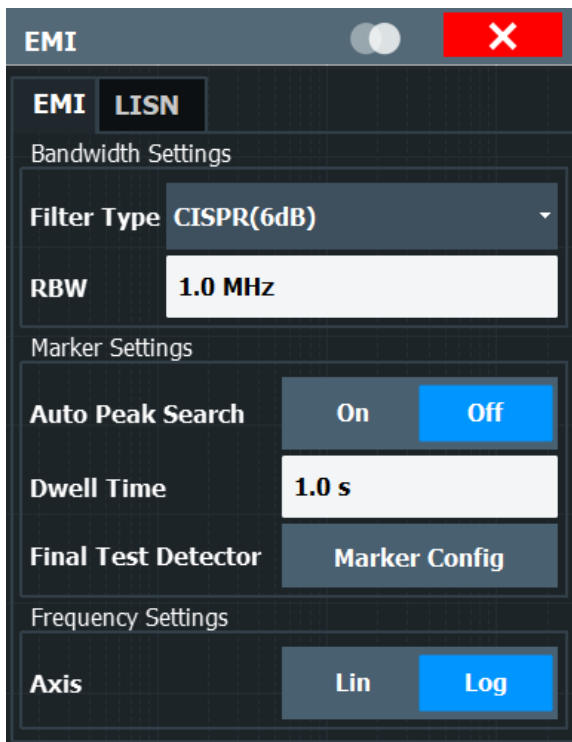 EMI
EMI LISN
Bandwidth Settings
Filter Type CISPR(6dB)
RBW 1.0 MHz
Marker Settings
Auto Peak Search On Off
Dwell Time 1.0 s
Final Test Detector Marker Config
Frequency Settings
Axis Lin Log